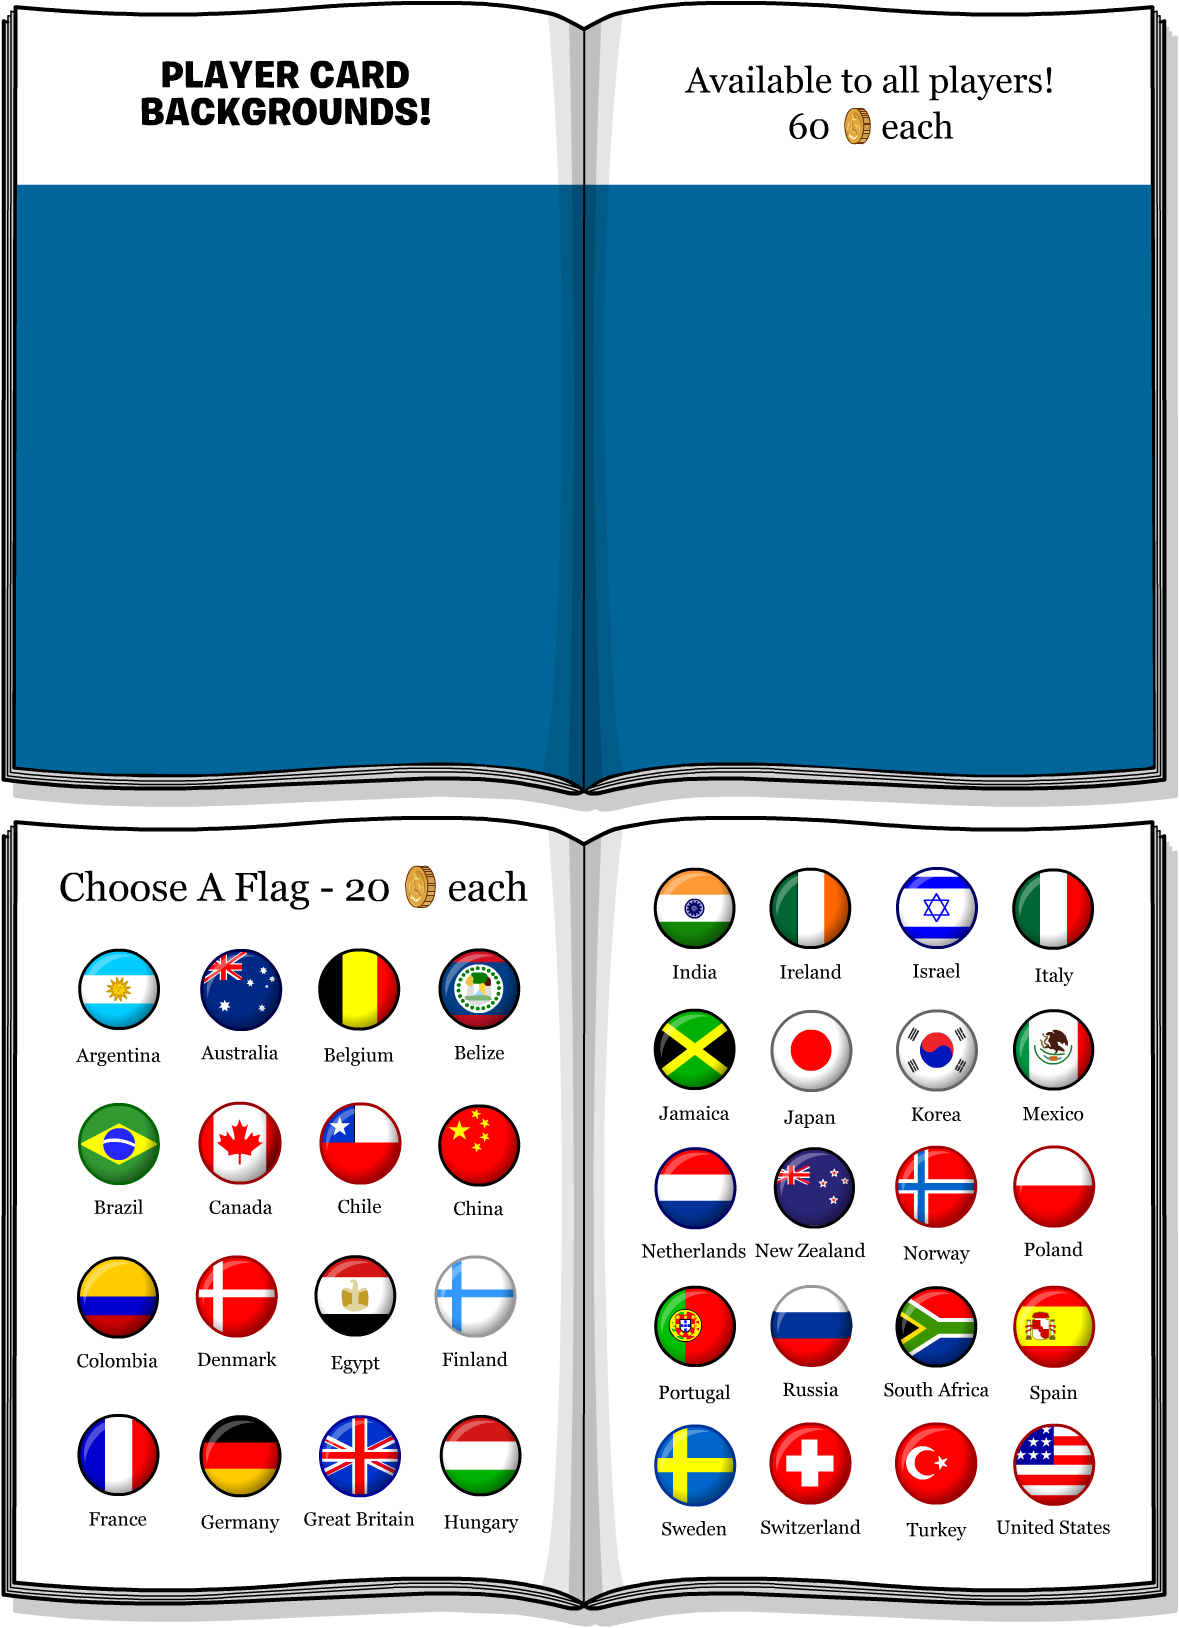 PLAYER CARD
BACKGROUNDS!
Available to all players!
60 each
Choose A Flag - 20 each
Argentina Australia Belgium Belize
Brazil Canada Chile China
Colombia Denmark Egypt Finland
France Germany Great Britain Hungary
India Ireland Israel Italy
Jamaica Japan Korea Mexico
Netherlands New Zealand Norway Poland
Portugal Russia South Africa Spain
Sweden Switzerland Turkey United States